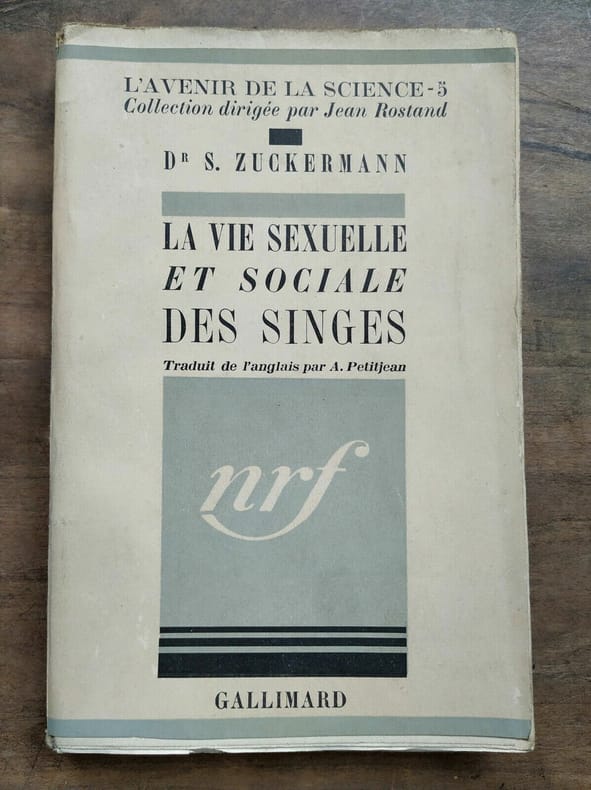 L'AVENIR DE LA SCIENCE - 5
Collection dirigée par Jean Rostand
Dr S. ZUCKERMANN
LA VIE SEXUELLE
ET SOCIALE
DES SINGES
Traduit de l'anglais par A. Petitjean
nrf
GALLIMARD